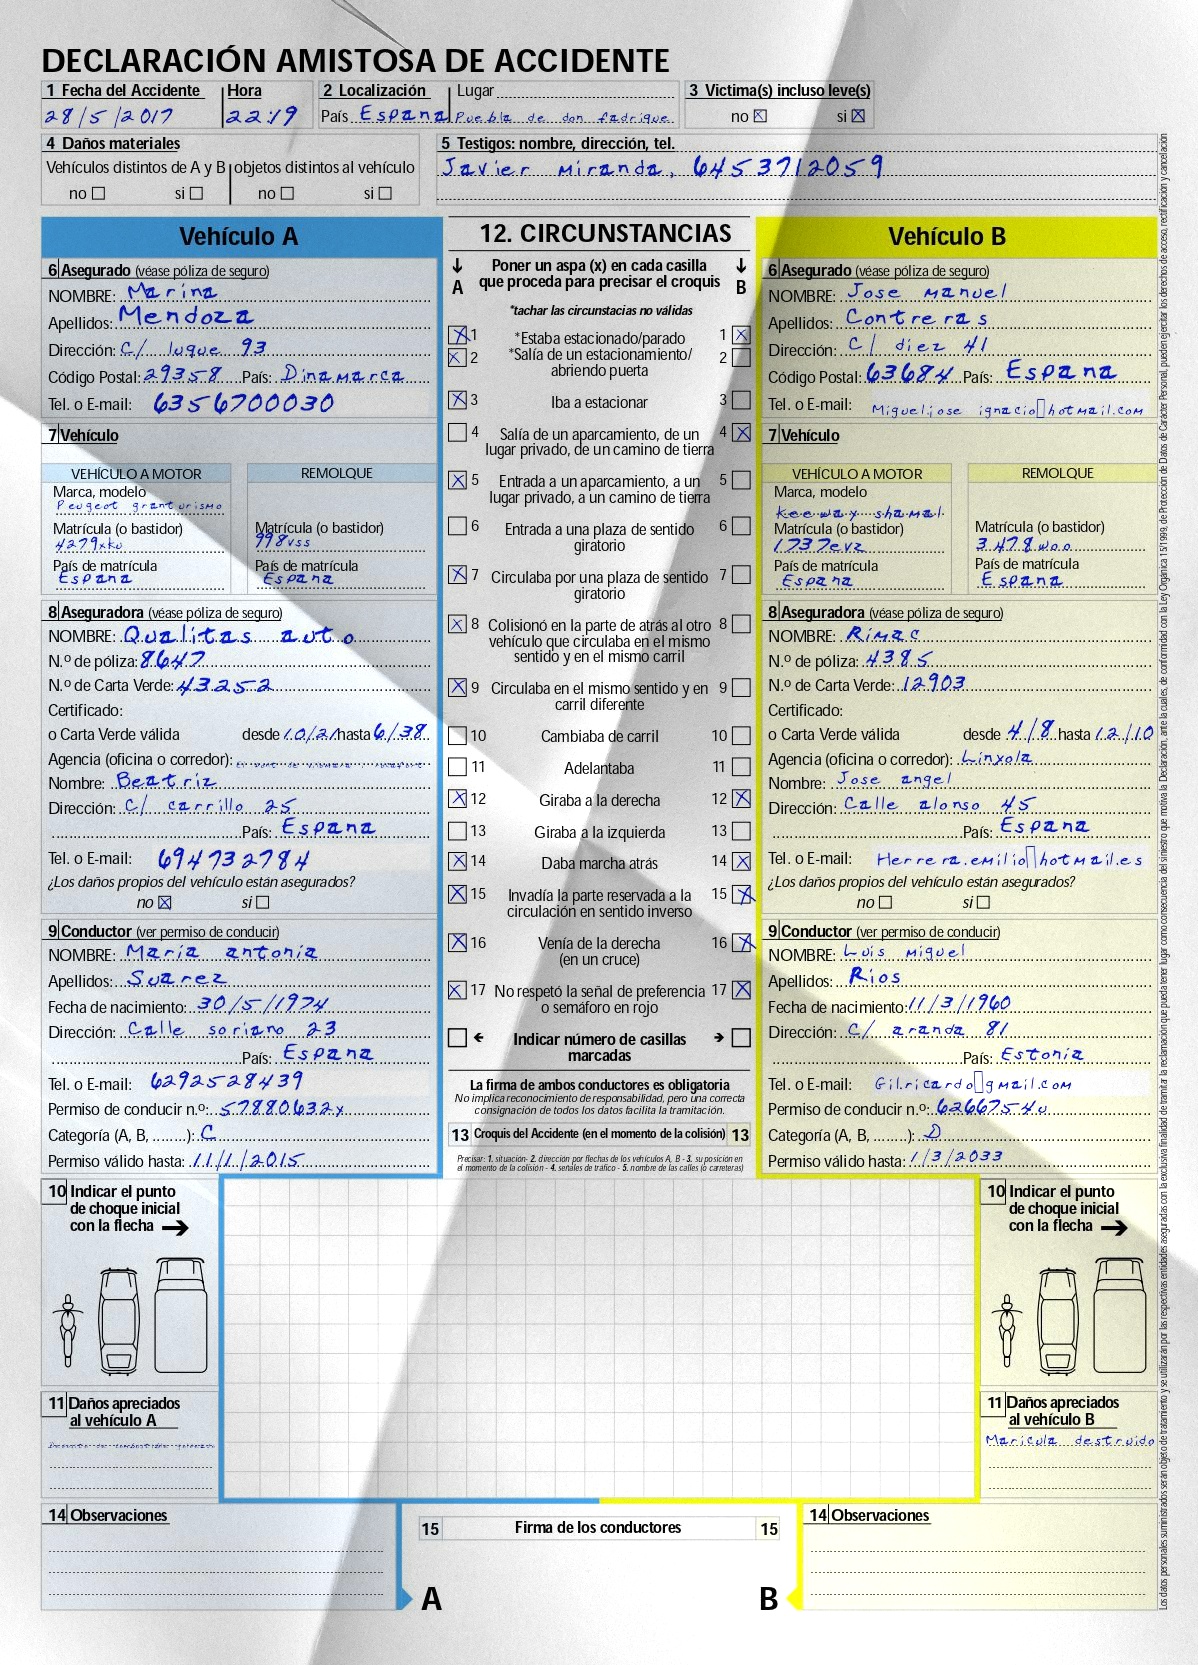 DECLARACIÓN AMISTOSA DE ACCIDENTE
1 Fecha del Accidente Hora 2 Localización Lugar 3 Victima(s) incluso leve(s)
28/5/2017 22:19 País Espana Puebla de don fadrique no ☒ si ☒
4 Daños materiales
Vehículos distintos de A y B objetos distintos al vehículo
no ☐ si ☐ no ☐ si ☐
5 Testigos: nombre, dirección, tel.
Javier Miranda, 6453712059
Vehículo A
6 Asegurado (véase póliza de seguro)
NOMBRE: Marina
Apellidos: Mendoza
Dirección: C/ luque 93
Código Postal: 29358 País: Dinamarca
Tel. o E-mail: 6356700030
7 Vehículo
VEHÍCULO A MOTOR REMOLQUE
Marca, modelo
Peugeot granturismo
Matrícula (o bastidor) Matrícula (o bastidor)
4279xku 998vss
País de matrícula País de matrícula
Espana Espana
8 Aseguradora (véase póliza de seguro)
NOMBRE: Qualitas auto
N.º de póliza: 8647
N.º de Carta Verde: 43252
Certificado:
o Carta Verde válida desde 10/21 hasta 6/38
Agencia (oficina o corredor):
Nombre: Beatriz
Dirección: C/ carrillo 25
País: Espana
Tel. o E-mail: 694732784
¿Los daños propios del vehículo están asegurados?
no ☒ si ☐
9 Conductor (ver permiso de conducir)
NOMBRE: María antonia
Apellidos: Suarez
Fecha de nacimiento: 30/5/1974
Dirección: Calle soriano 23
País: Espana
Tel. o E-mail: 6292528439
Permiso de conducir n.º: 57880632x
Categoría (A, B, ........): C
Permiso válido hasta: 11/1/2015
12. CIRCUNSTANCIAS
Poner un aspa (x) en cada casilla
que proceda para precisar el croquis
A B
*tachar las circunstacias no válidas
☒ 1 *Estaba estacionado/parado 1 ☒
☒ 2 *Salía de un estacionamiento/ 2 ☐
abriendo puerta
☒ 3 Iba a estacionar 3 ☐
☐ 4 Salía de un aparcamiento, de un 4 ☒
lugar privado, de un camino de tierra
☒ 5 Entrada a un aparcamiento, a un 5 ☐
lugar privado, a un camino de tierra
☐ 6 Entrada a una plaza de sentido 6 ☐
giratorio
☒ 7 Circulaba por una plaza de sentido 7 ☐
giratorio
☒ 8 Colisionó en la parte de atrás al otro 8 ☐
vehículo que circulaba en el mismo
sentido y en el mismo carril
☒ 9 Circulaba en el mismo sentido y en 9 ☐
carril diferente
☐ 10 Cambiaba de carril 10 ☐
☐ 11 Adelantaba 11 ☐
☒ 12 Giraba a la derecha 12 ☒
☐ 13 Giraba a la izquierda 13 ☐
☒ 14 Daba marcha atrás 14 ☒
☒ 15 Invadía la parte reservada a la 15 ☒
circulación en sentido inverso
☒ 16 Venía de la derecha 16 ☒
(en un cruce)
☒ 17 No respetó la señal de preferencia 17 ☒
o semáforo en rojo
☐ Indicar número de casillas ☐
marcadas
La firma de ambos conductores es obligatoria
No implica reconocimiento de responsabilidad, pero una correcta
consignación de todos los datos facilita la tramitación.
13 Croquis del Accidente (en el momento de la colisión) 13
Precisar: 1. situación- 2. dirección por flechas de los vehículos A, B - 3. su posición en
el momento de la colisión - 4. señales de tráfico - 5. nombre de las calles (o carreteras)
Vehículo B
6 Asegurado (véase póliza de seguro)
NOMBRE: Jose Manuel
Apellidos: Contreras
Dirección: C/ diez 41
Código Postal: 63684 País: Espana
Tel. o E-mail: Migueljose ignacio▯hotmail.com
7 Vehículo
VEHÍCULO A MOTOR REMOLQUE
Marca, modelo
Keeway shamal
Matrícula (o bastidor) Matrícula (o bastidor)
1737evz 3478woo
País de matrícula País de matrícula
Espana Espana
8 Aseguradora (véase póliza de seguro)
NOMBRE: Rimac
N.º de póliza: 4385
N.º de Carta Verde: 12903
Certificado:
o Carta Verde válida desde 4/8 hasta 12/10
Agencia (oficina o corredor): Linxola
Nombre: Jose angel
Dirección: Calle alonso 45
País: Espana
Tel. o E-mail: Herrera.emilio▯hotmail.es
¿Los daños propios del vehículo están asegurados?
no ☐ si ☐
9 Conductor (ver permiso de conducir)
NOMBRE: Luis Miguel
Apellidos: Ríos
Fecha de nacimiento: 11/3/1960
Dirección: C/ aranda 81
País: Estonia
Tel. o E-mail: Gilricardo▯gmail.com
Permiso de conducir n.º: 62667540
Categoría (A, B, ........): D
Permiso válido hasta: 1/3/2033
10 Indicar el punto
de choque inicial
con la flecha
11 Daños apreciados
al vehículo A
10 Indicar el punto
de choque inicial
con la flecha
11 Daños apreciados
al vehículo B
Maricula destruido
14 Observaciones
15 Firma de los conductores 15
A B
14 Observaciones
Los datos personales suministrados serán objeto de tratamiento y se utilizarán por las respectivas entidades aseguradas con la exclusiva finalidad de tramitar la reclamación que pueda tener lugar como consecuencia del siniestro que motiva la Declaración, ante la cuales, de conformidad con la Ley Orgánica 15/1999, de Protección de Datos de Carácter Personal, pueden ejercitar los derechos de acceso, rectificación y cancelación